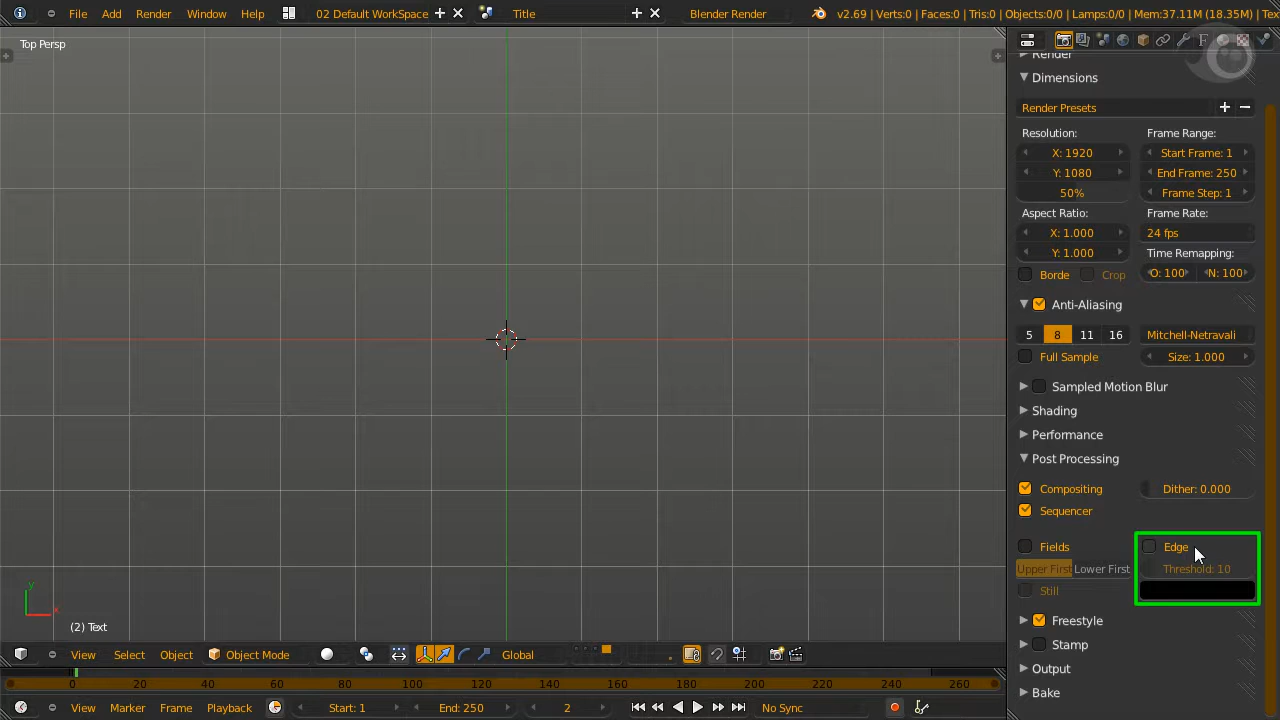 File Add Render Window Help 02 Default WorkSpace Title Blender Render v2.69 | Verts:0 | Faces:0 | Tris:0 | Objects:0/0 | Lamps:0/0 | Mem:37.11M (18.35M) | Tex
Top Persp
Render
Dimensions
Render Presets
Resolution: Frame Range:
X: 1920 Start Frame: 1
Y: 1080 End Frame: 250
50% Frame Step: 1
Aspect Ratio: Frame Rate:
X: 1.000 24 fps
Y: 1.000 Time Remapping:
Borde Crop O: 100 N: 100
Anti-Aliasing
5 8 11 16 Mitchell-Netravali
Full Sample Size: 1.000
Sampled Motion Blur
Shading
Performance
Post Processing
Compositing Dither: 0.000
Sequencer
Fields Edge
Upper First Lower First Threshold: 10
Still
Freestyle
Stamp
Output
Bake
y
x
(2) Text
View Select Object Object Mode Global
0 20 40 60 80 100 120 140 160 180 200 220 240 260
View Marker Frame Playback Start: 1 End: 250 2 No Sync